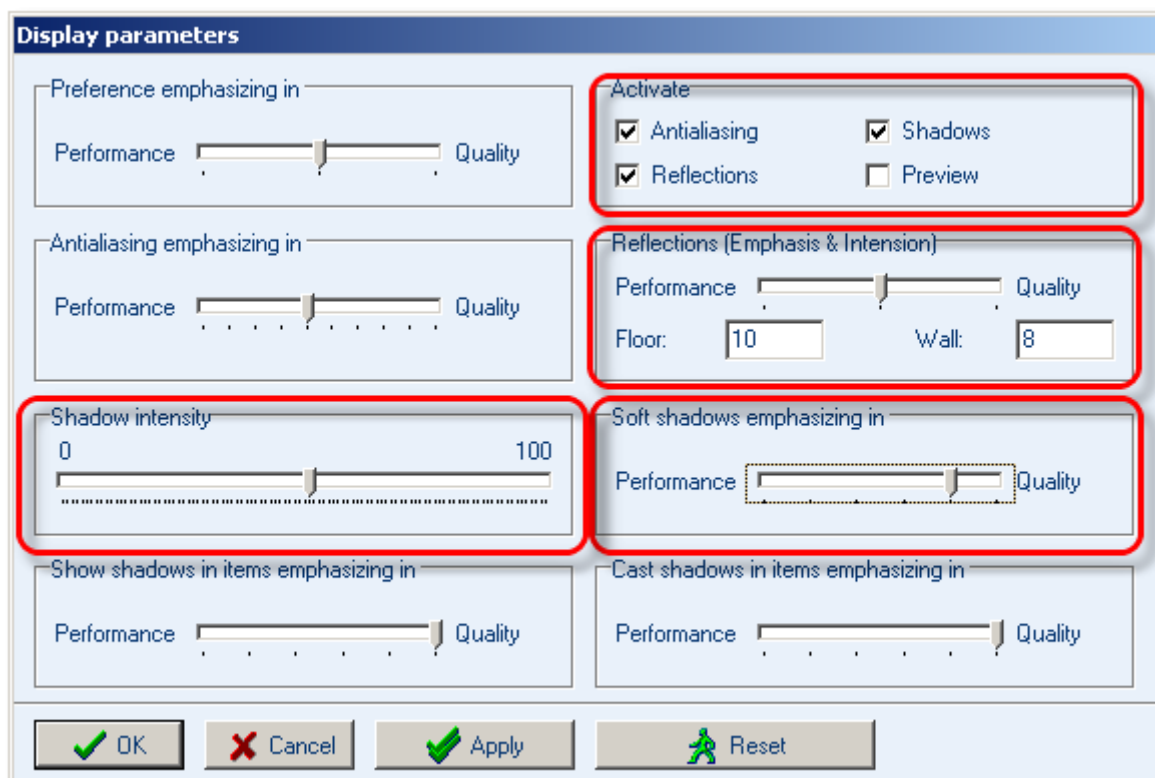 Display parameters
Preference emphasizing in
Performance Quality
Activate
Antialiasing Shadows
Reflections Preview
Antialiasing emphasizing in
Performance Quality
Reflections (Emphasis & Intension)
Performance Quality
Floor: 10 Wall: 8
Shadow intensity
0 100
Soft shadows emphasizing in
Performance Quality
Show shadows in items emphasizing in
Performance Quality
Cast shadows in items emphasizing in
Performance Quality
OK Cancel Apply Reset